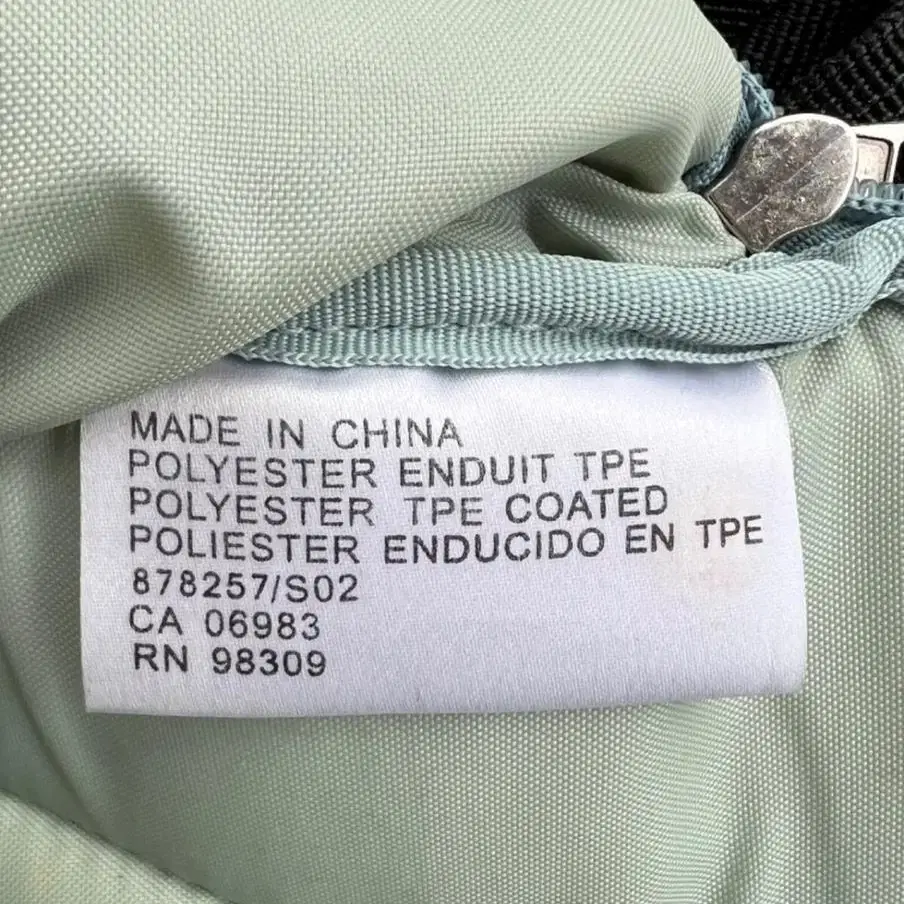 MADE IN CHINA
POLYESTER ENDUIT TPE
POLYESTER TPE COATED
POLIESTER ENDUCIDO EN TPE
878257/S02
CA 06983
RN 98309